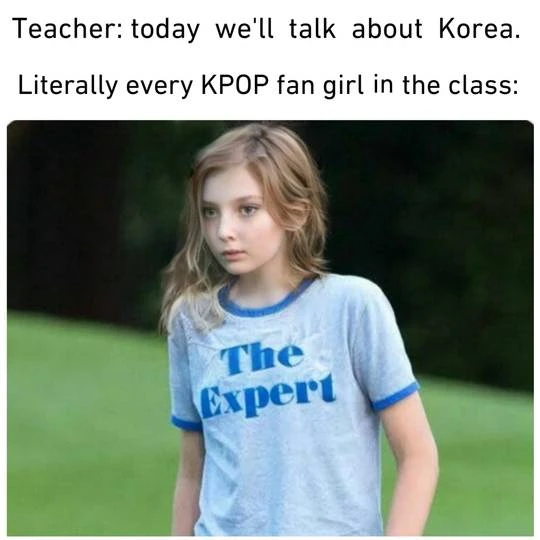 Teacher: today we'll talk about Korea.
Literally every KPOP fan girl in the class:
The
Expert